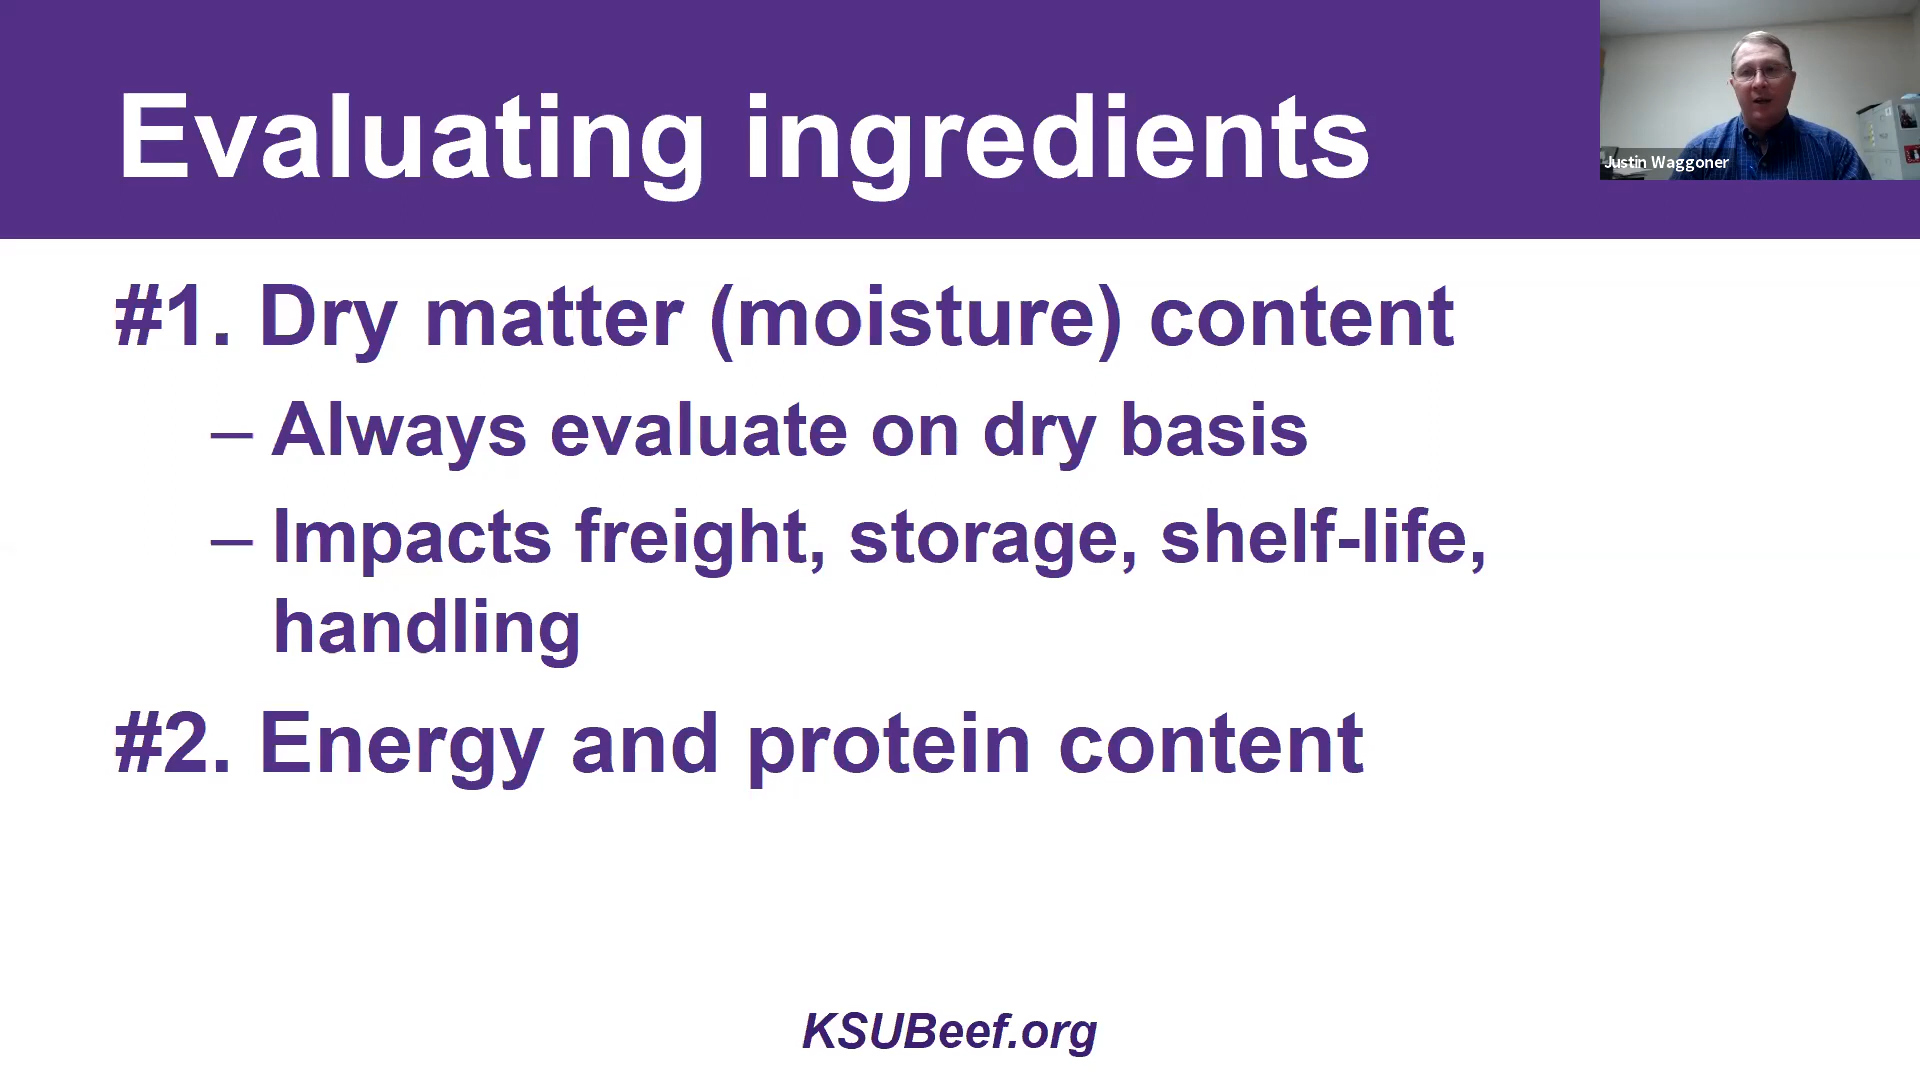 Evaluating ingredients
Justin Waggoner
#1. Dry matter (moisture) content
– Always evaluate on dry basis
– Impacts freight, storage, shelf-life,
handling
#2. Energy and protein content
KSUBeef.org